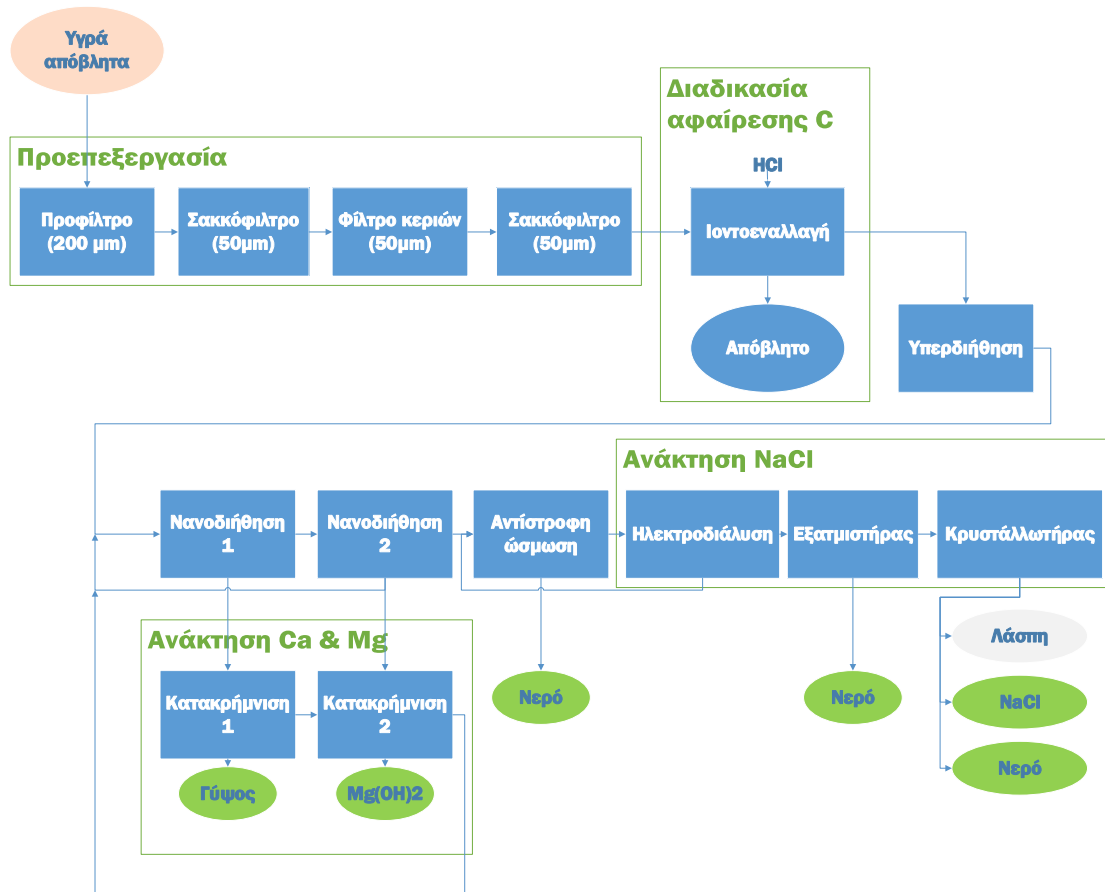 Υγρά
απόβλητα
Διαδικασία
αφαίρεσης C
Προεπεξεργασία
HCl
Προφίλτρο
(200 μm)
Σακκόφιλτρο
(50μm)
Φίλτρο κεριών
(50μm)
Σακκόφιλτρο
(50μm)
Ιοντοεναλλαγή
Απόβλητο
Υπερδιήθηση
Ανάκτηση NaCl
Νανοδιήθηση
1
Νανοδιήθηση
2
Αντίστροφη
ώσμωση
Ηλεκτροδιάλυση
Εξατμιστήρας
Κρυστάλλωτήρας
Ανάκτηση Ca & Mg
Λάσπη
Κατακρήμνιση
1
Κατακρήμνιση
2
Νερό
Νερό
NaCl
Νερό
Γύψος
Mg(OH)2